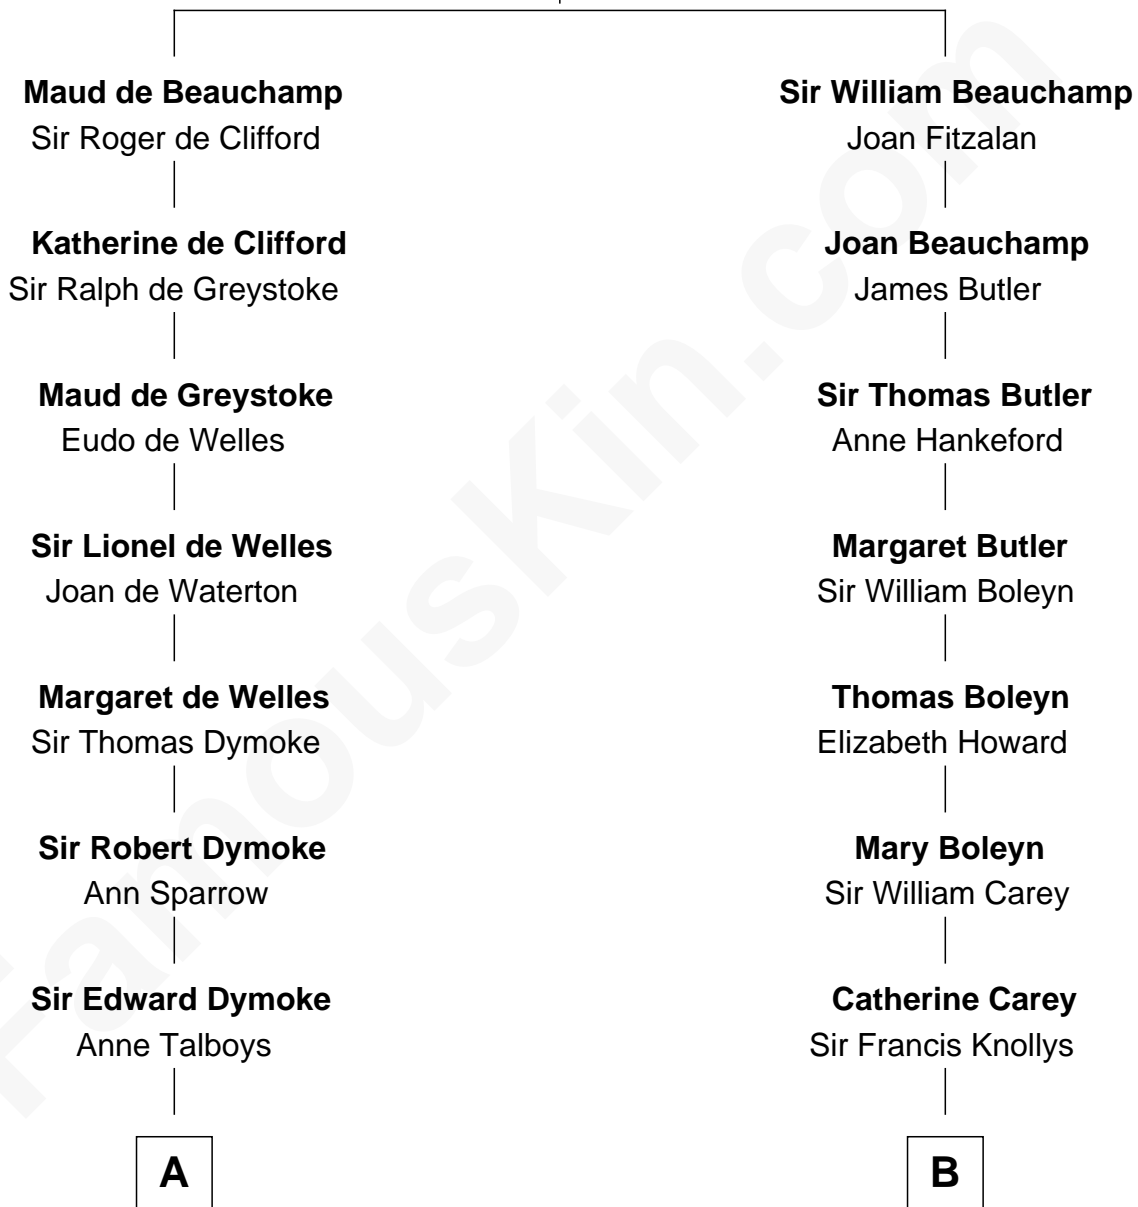 Maud de Beauchamp
Sir Roger de Clifford
Katherine de Clifford
Sir Ralph de Greystoke
Maud de Greystoke
Eudo de Welles
Sir Lionel de Welles
Joan de Waterton
Margaret de Welles
Sir Thomas Dymoke
Sir Robert Dymoke
Ann Sparrow
Sir Edward Dymoke
Anne Talboys
A
Sir William Beauchamp
Joan Fitzalan
Joan Beauchamp
James Butler
Sir Thomas Butler
Anne Hankeford
Margaret Butler
Sir William Boleyn
Thomas Boleyn
Elizabeth Howard
Mary Boleyn
Sir William Carey
Catherine Carey
Sir Francis Knollys
B
FamousKin.com